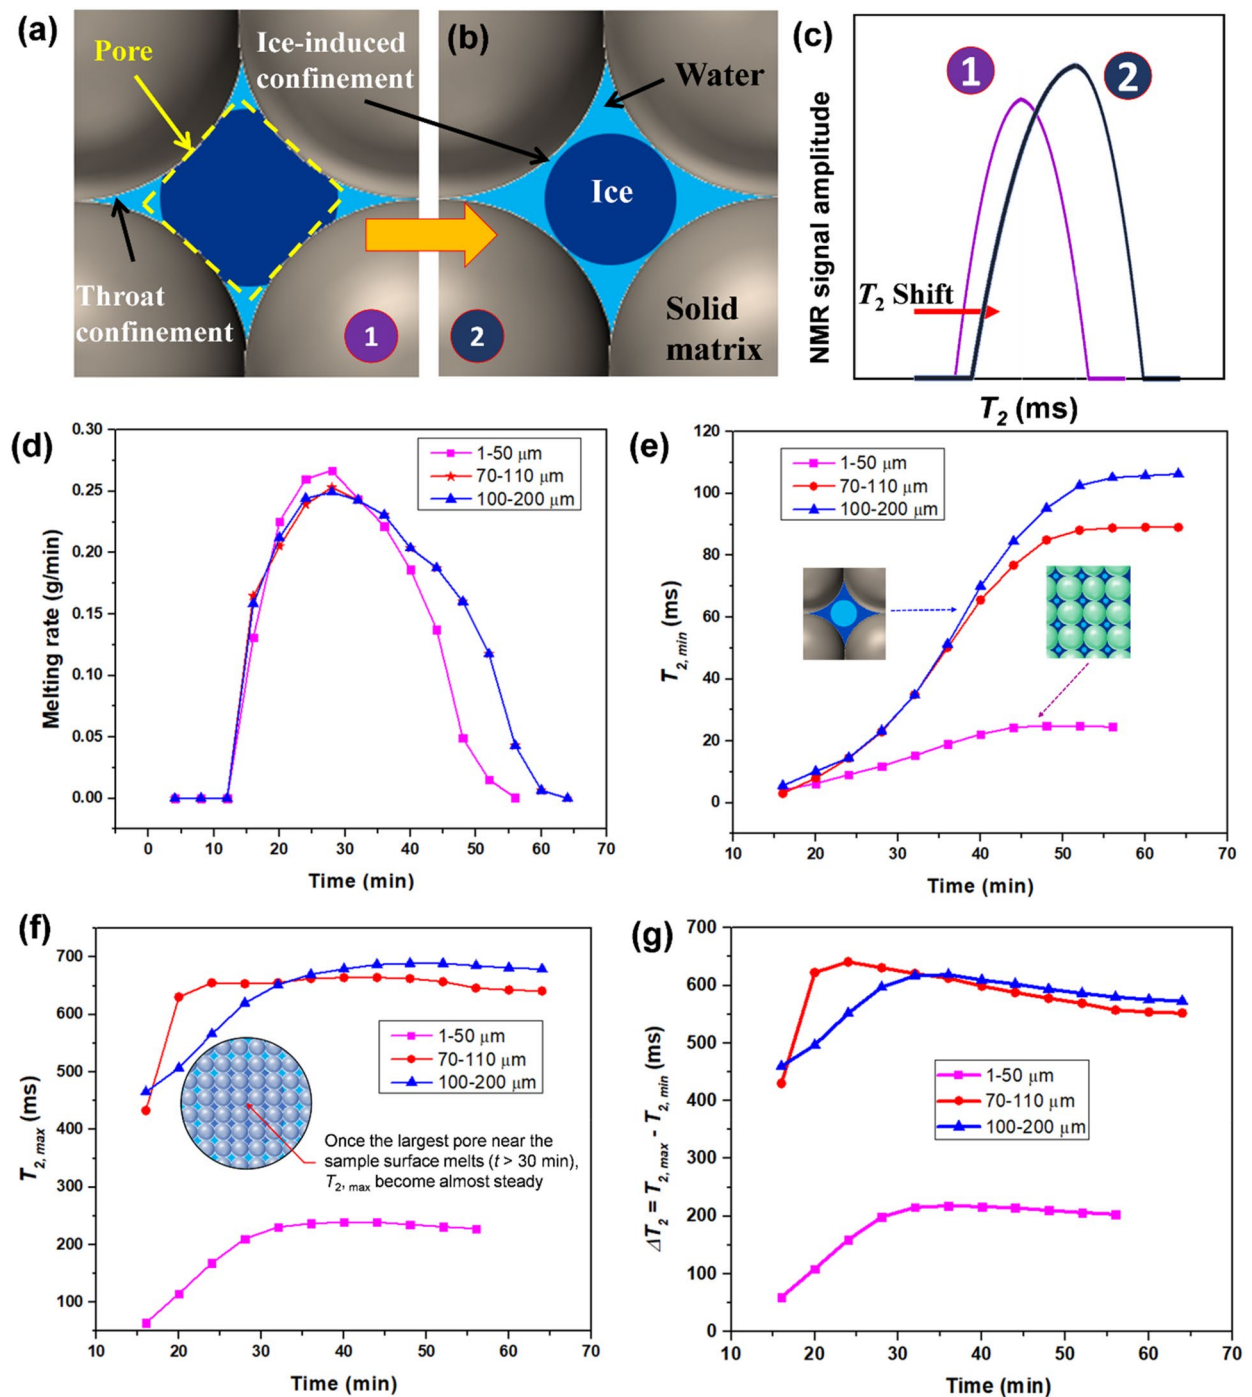 (a)
Pore
Ice-induced
confinement
Throat
confinement
1
(b)
Water
Ice
Solid
matrix
2
(c)
NMR signal amplitude
1
2
T2 Shift
T2 (ms)
(d)
Melting rate (g/min)
0.30
0.25
0.20
0.15
0.10
0.05
0.00
1-50 μm
70-110 μm
100-200 μm
0 10 20 30 40 50 60 70
Time (min)
(e)
T2,min (ms)
120
100
80
60
40
20
0
1-50 μm
70-110 μm
100-200 μm
10 20 30 40 50 60 70
Time (min)
(f)
T2, max (ms)
700
600
500
400
300
200
100
1-50 μm
70-110 μm
100-200 μm
Once the largest pore near the
sample surface melts (t > 30 min),
T2, max become almost steady
10 20 30 40 50 60 70
Time (min)
(g)
ΔT2 = T2, max - T2, min (ms)
700
600
500
400
300
200
100
0
1-50 μm
70-110 μm
100-200 μm
10 20 30 40 50 60 70
Time (min)